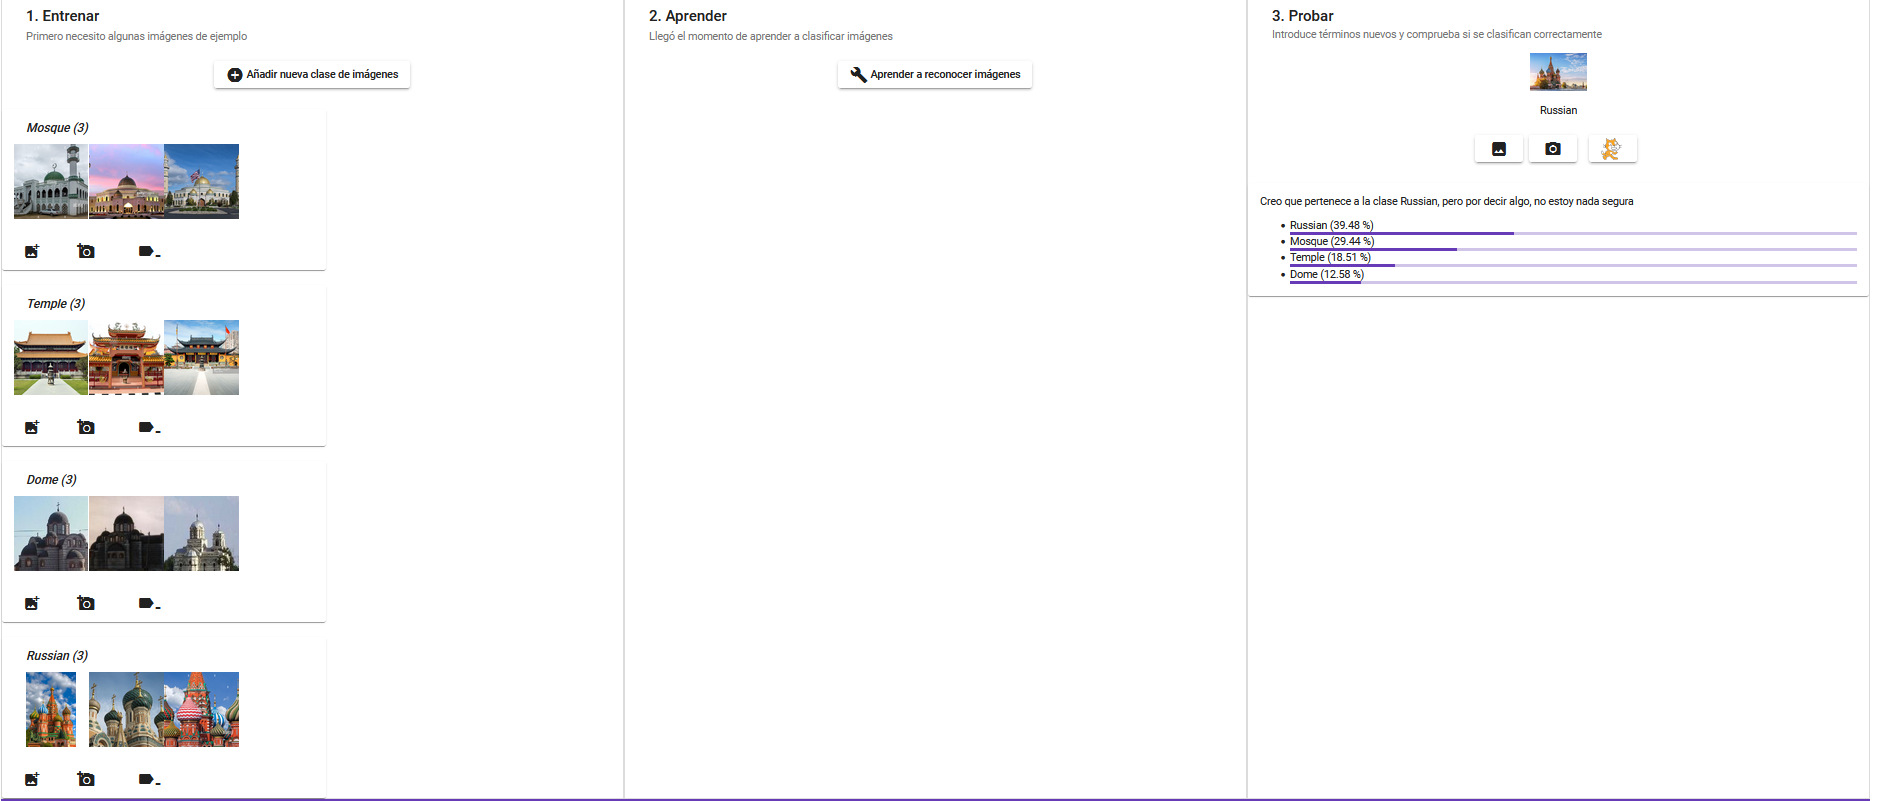 1. Entrenar
Primero necesito algunas imágenes de ejemplo
Añadir nueva clase de imágenes
Mosque (3)
Temple (3)
Dome (3)
Russian (3)
2. Aprender
Llegó el momento de aprender a clasificar imágenes
Aprender a reconocer imágenes
3. Probar
Introduce términos nuevos y comprueba si se clasifican correctamente
Russian
Creo que pertenece a la clase Russian, pero por decir algo, no estoy nada segura
Russian (39.48 %)
Mosque (29.44 %)
Temple (18.51 %)
Dome (12.58 %)